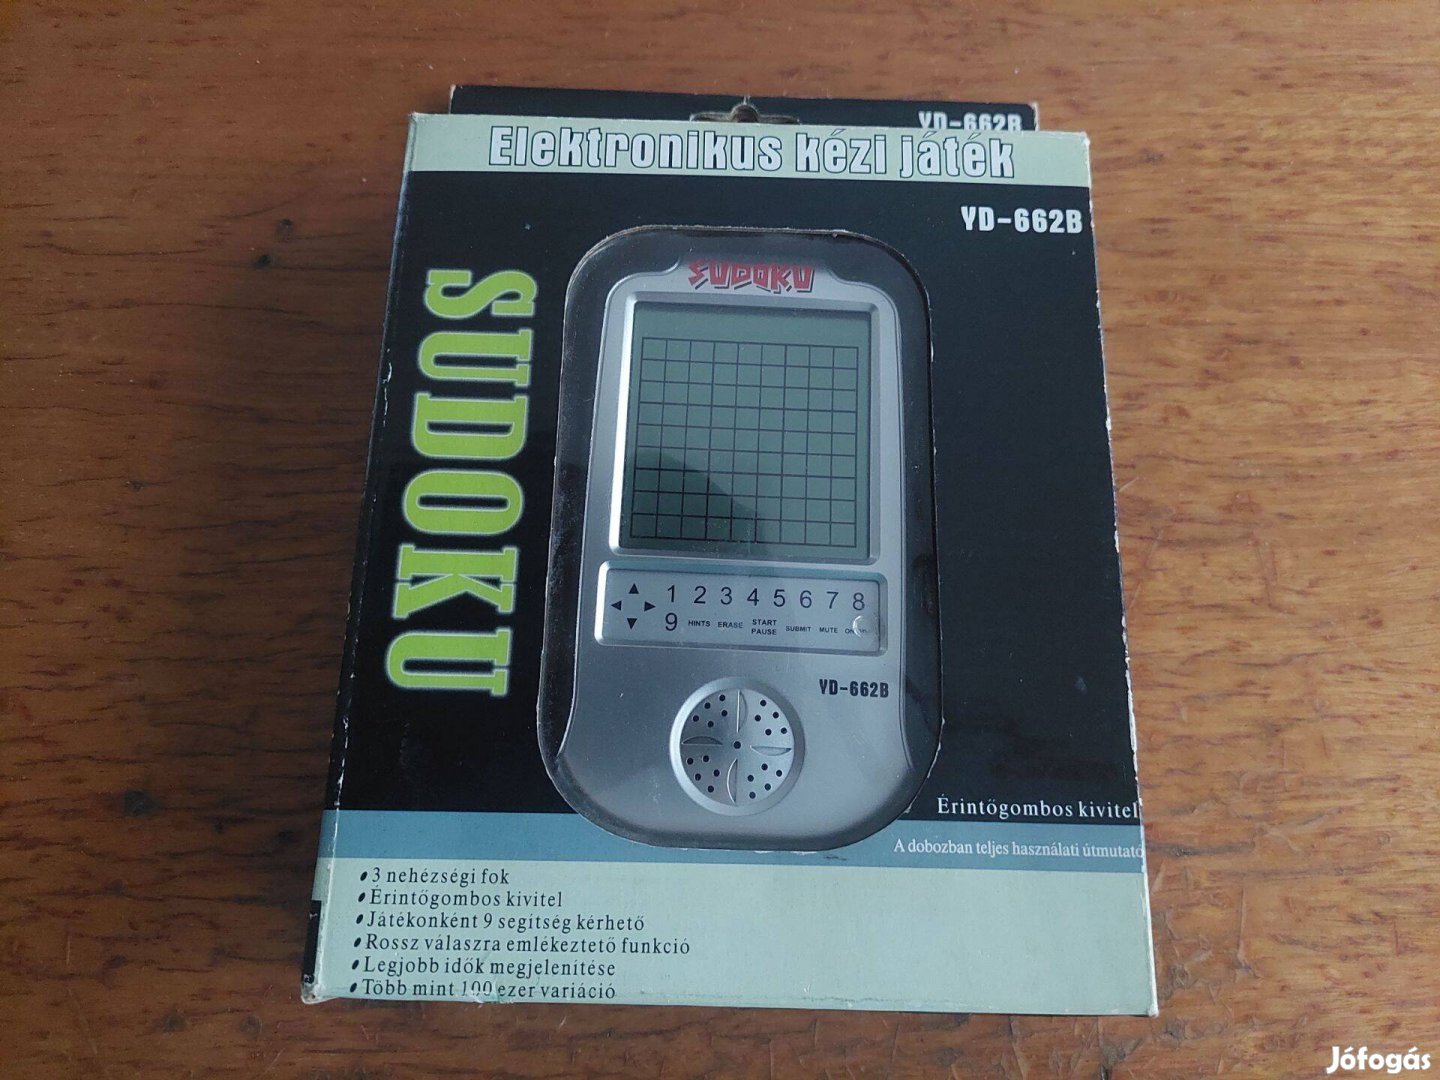 YD-662B
Elektronikus kézi játék
YD-662B
SUDOKU
SUDOKU
1 2 3 4 5 6 7 8
9 HINTS ERASE START PAUSE SUBMIT MUTE
YD-662B
Érintőgombos kivitel
A dobozban teljes használati útmutató
•3 nehézségi fok
•Érintőgombos kivitel
•Játékonként 9 segítség kérhető
•Rossz válaszra emlékeztető funkció
•Legjobb idők megjelenítése
•Több mint 100 ezer variáció
Jófogás